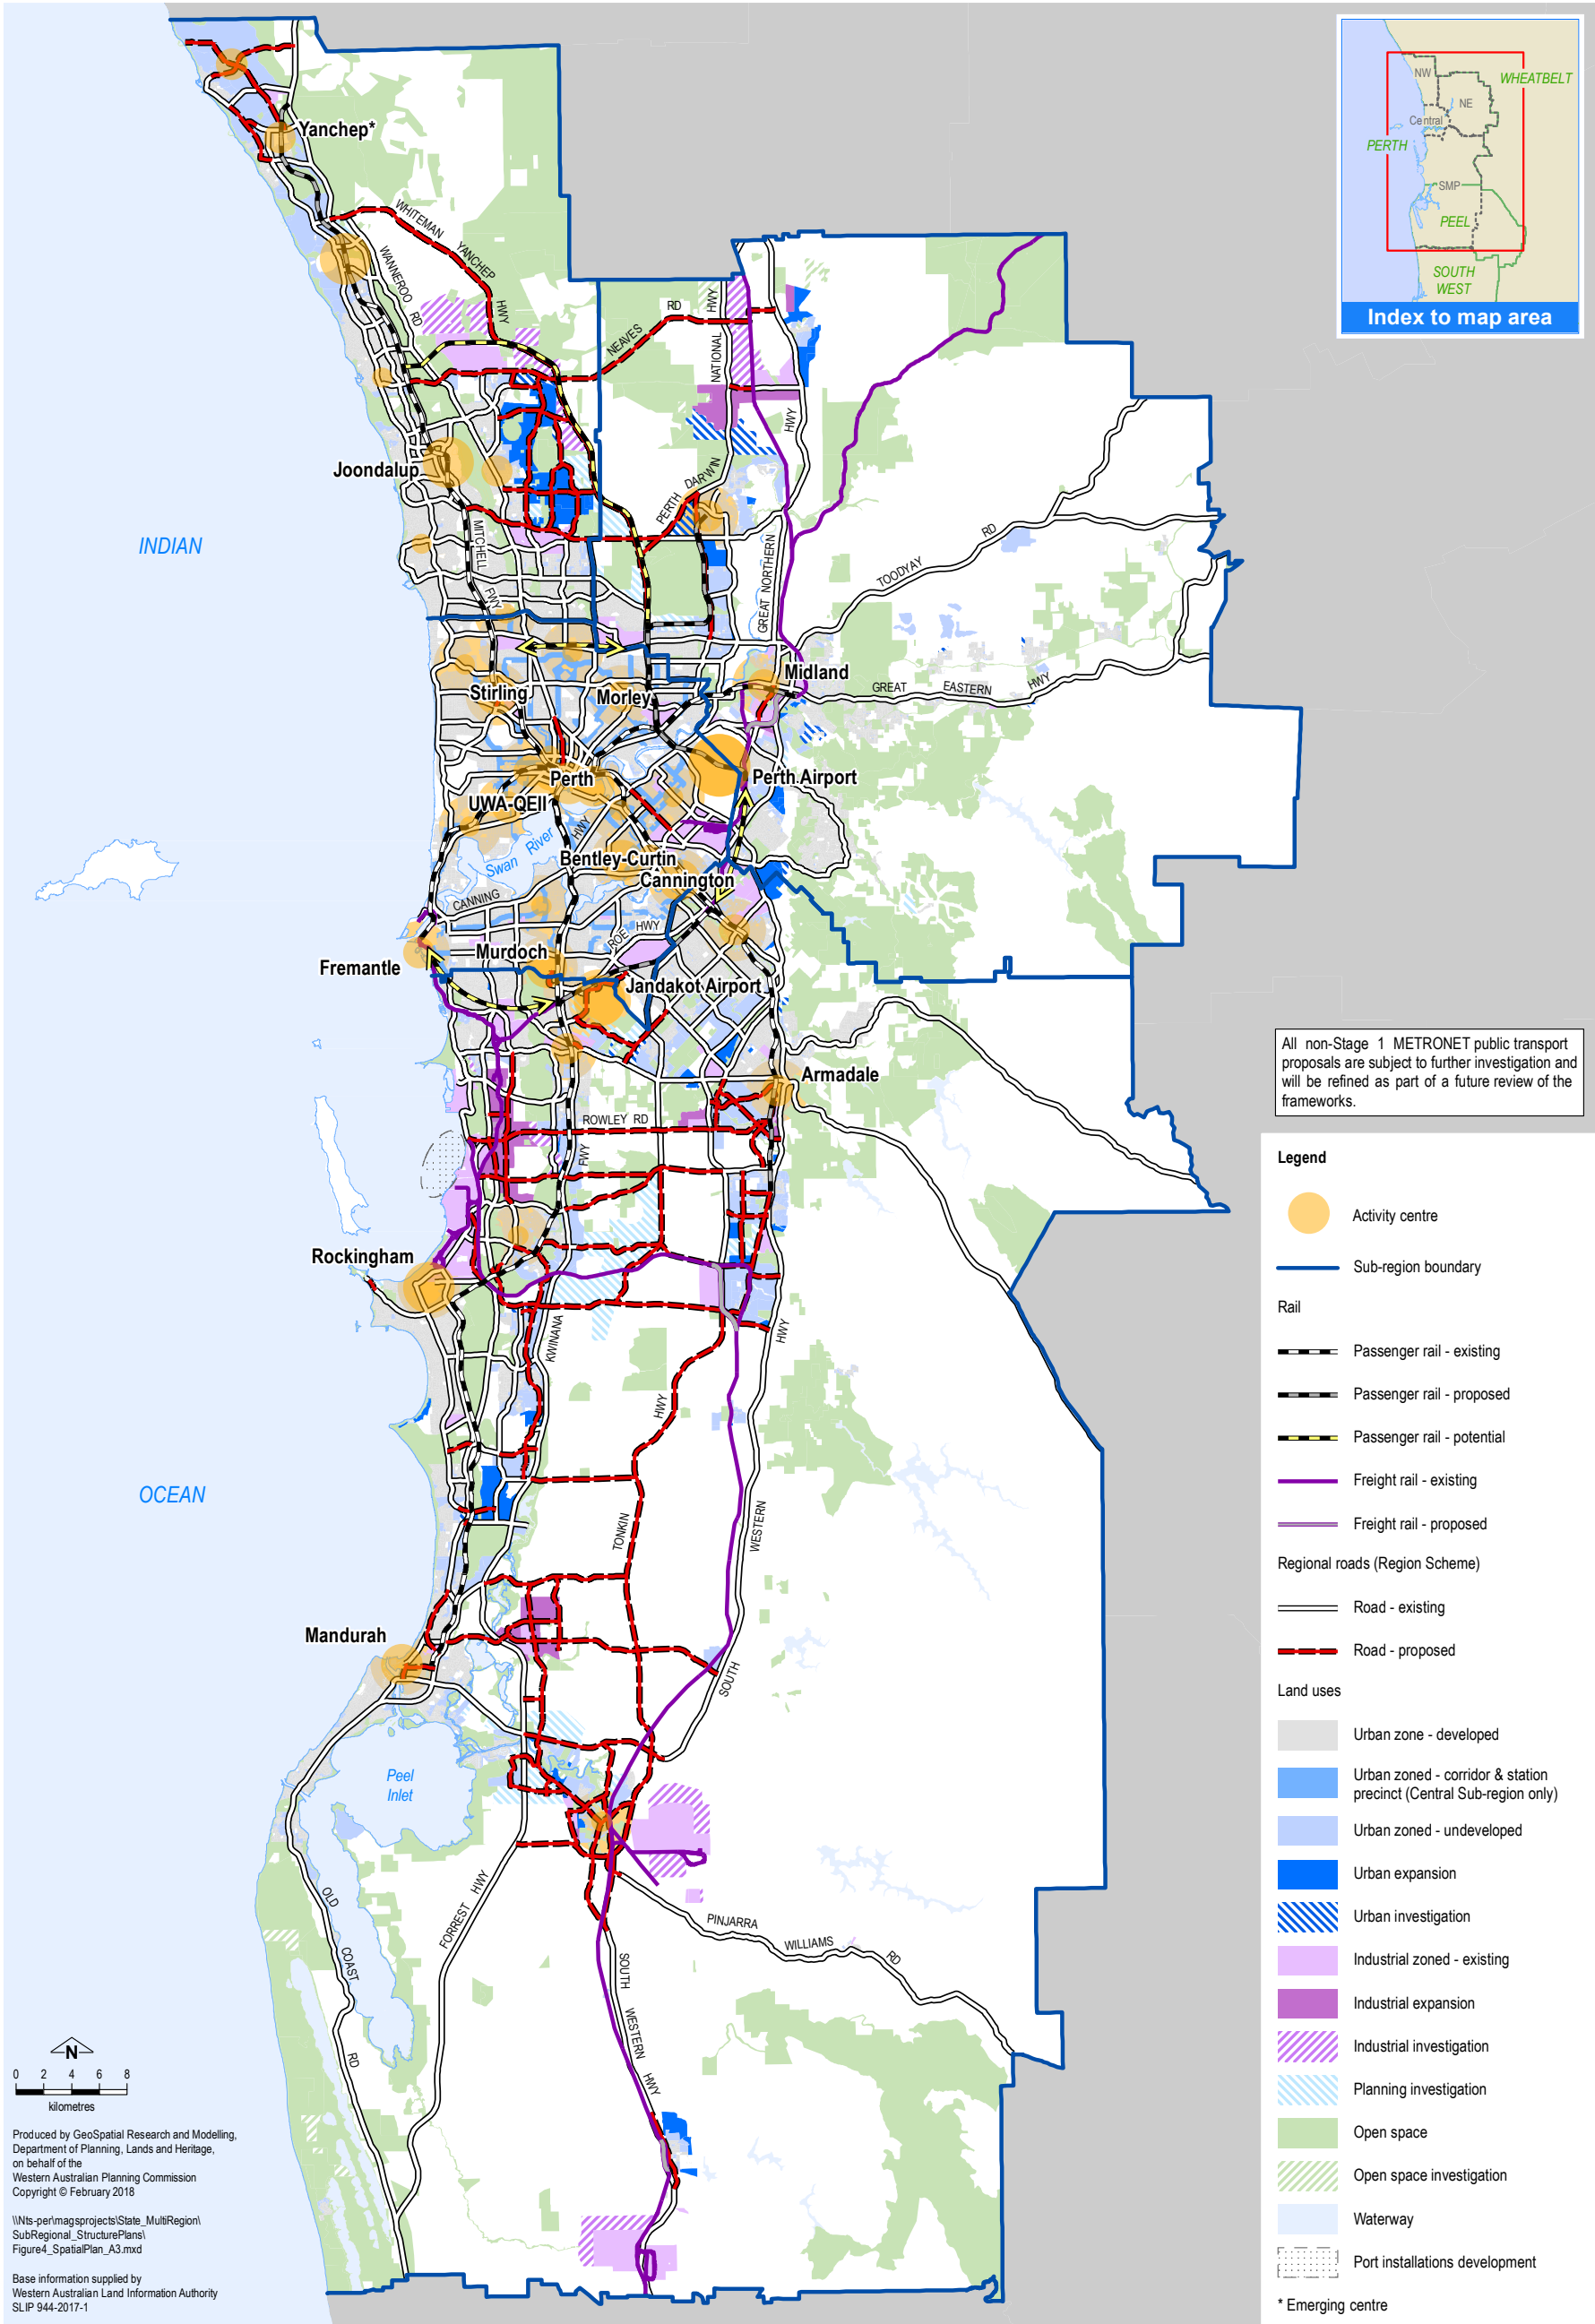 NW
NE
WHEATBELT
Central
PERTH
SMP
PEEL
SOUTH
WEST
Index to map area
Yanchep*
WHITEMAN
YANCHEP
HWY
WANNEROO
RD
NEAVES
RD
NATIONAL
HWY
HWY
Joondalup
PERTH
DARWIN
MITCHELL
FWY
INDIAN
GREAT NORTHERN
TOODYAY
RD
Midland
GREAT
EASTERN
HWY
Stirling
Morley
Perth
Perth Airport
UWA-QEII
HWY
Swan
River
Bentley-Curtin
Cannington
CANNING
HWY
ROE
HWY
Murdoch
Fremantle
Jandakot Airport
Armadale
ROWLEY RD
FWY
Rockingham
KWINANA
HWY
HWY
OCEAN
TONKIN
WESTERN
Mandurah
SOUTH
Peel
Inlet
OLD
COAST
RD
FORREST
HWY
PINJARRA
WILLIAMS
RD
SOUTH
WESTERN
HWY
All non-Stage 1 METRONET public transport
proposals are subject to further investigation and
will be refined as part of a future review of the
frameworks.
Legend
Activity centre
Sub-region boundary
Rail
Passenger rail - existing
Passenger rail - proposed
Passenger rail - potential
Freight rail - existing
Freight rail - proposed
Regional roads (Region Scheme)
Road - existing
Road - proposed
Land uses
Urban zone - developed
Urban zoned - corridor & station
precinct (Central Sub-region only)
Urban zoned - undeveloped
Urban expansion
Urban investigation
Industrial zoned - existing
Industrial expansion
Industrial investigation
Planning investigation
Open space
Open space investigation
Waterway
Port installations development
* Emerging centre
N
0 2 4 6 8
kilometres
Produced by GeoSpatial Research and Modelling,
Department of Planning, Lands and Heritage,
on behalf of the
Western Australian Planning Commission
Copyright © February 2018
\\Nts-per\magsprojects\State_MultiRegion\
SubRegional_StructurePlans\
Figure4_SpatialPlan_A3.mxd
Base information supplied by
Western Australian Land Information Authority
SLIP 944-2017-1